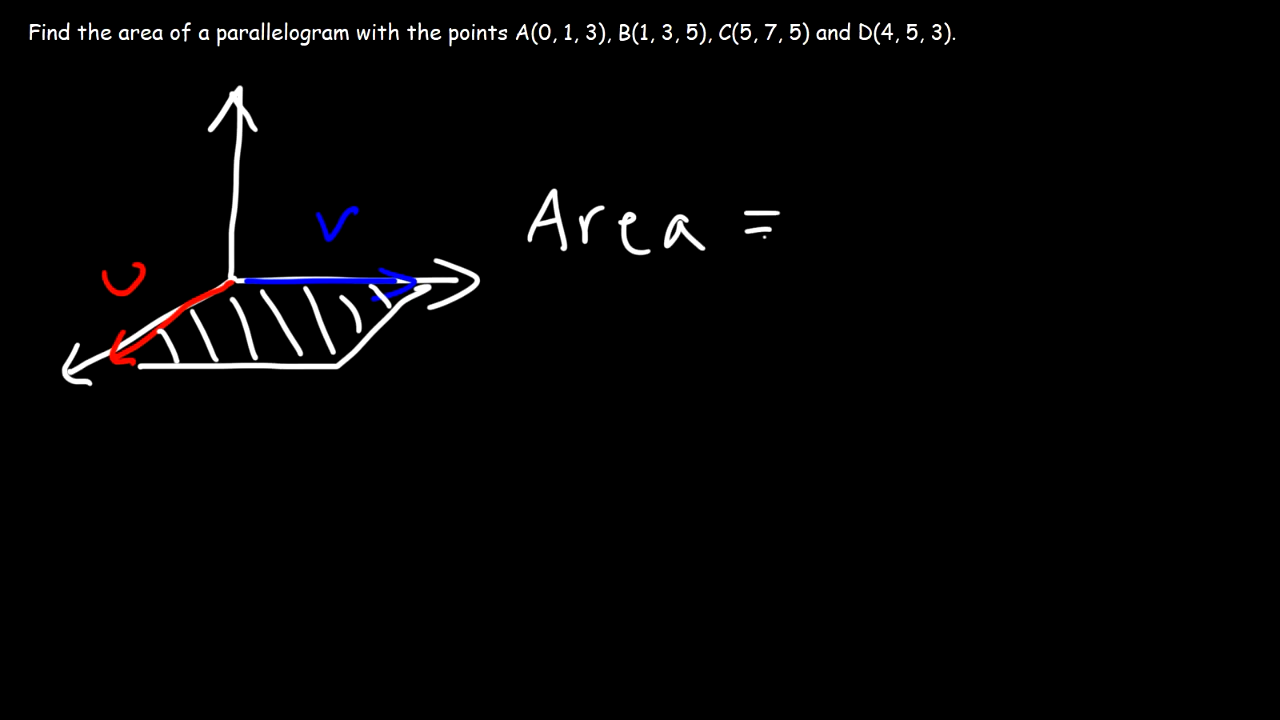 Find the area of a parallelogram with the points A(0, 1, 3), B(1, 3, 5), C(5, 7, 5) and D(4, 5, 3).
v
Area =
u